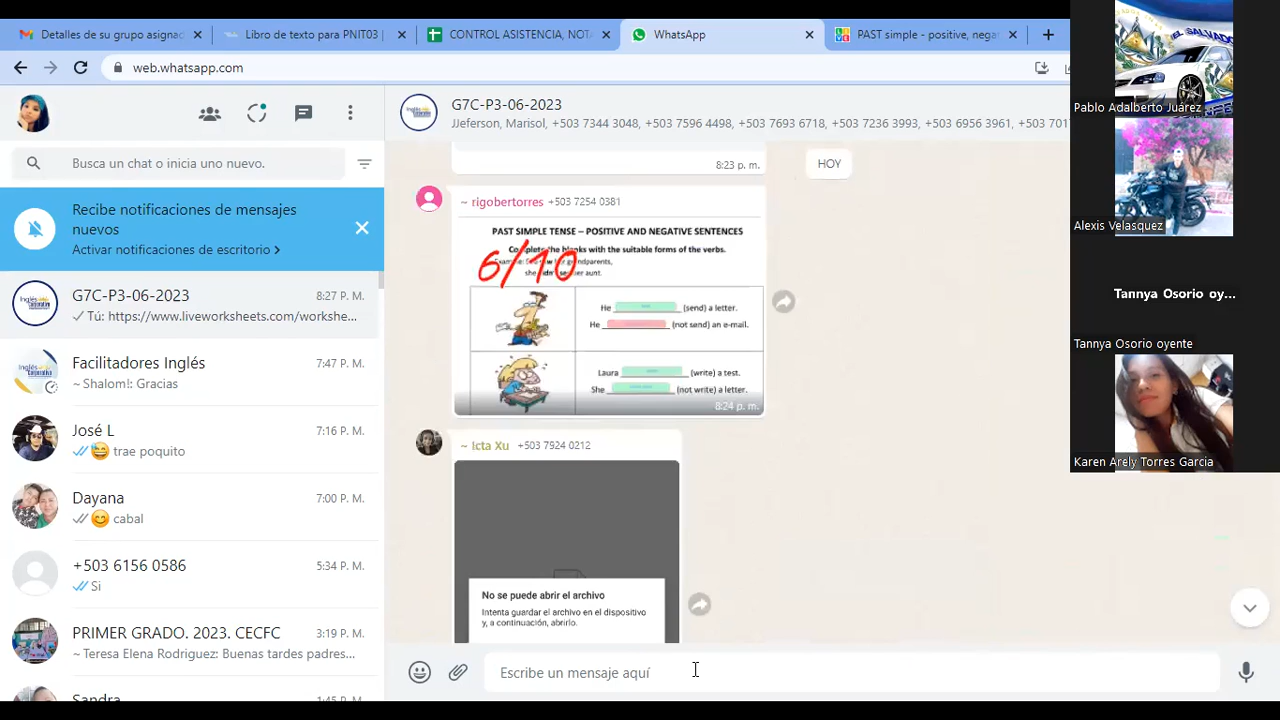 Detalles de su grupo asignac
Libro de texto para PNIT03 |
CONTROL ASISTENCIA, NOTA
WhatsApp
PAST simple - positive, negat
web.whatsapp.com
Busca un chat o inicia uno nuevo.
Recibe notificaciones de mensajes
nuevos
Activar notificaciones de escritorio >
G7C-P3-06-2023
8:27 P. M.
Tú: https://www.liveworksheets.com/workshe...
Facilitadores Inglés
7:47 P. M.
~ Shalom!: Gracias
José L
7:16 P. M.
trae poquito
Dayana
7:00 P. M.
cabal
+503 6156 0586
5:34 P. M.
Si
PRIMER GRADO. 2023. CECFC
3:19 P. M.
~ Teresa Elena Rodriguez: Buenas tardes padres...
Sandra
1:45 P. M.
G7C-P3-06-2023
+503 7344 3048, +503 7596 4498, +503 7693 6718, +503 7236 3993, +503 6956 3961, +503 701
8:23 p. m.
HOY
~ rigobertorres +503 7254 0381
PAST SIMPLE TENSE – POSITIVE AND NEGATIVE SENTENCES
Complete the blanks with the suitable forms of the verbs.
6/10
He (send) a letter.
He (not send) an e-mail.
Laura (write) a test.
She (not write) a letter.
8:24 p. m.
~ Icta Xu +503 7924 0212
No se puede abrir el archivo
Intenta guardar el archivo en el dispositivo
y, a continuación, abrirlo.
Escribe un mensaje aquí
EL SALVADOR
Pablo Adalberto Juárez
Alexis Velasquez
Tannya Osorio oy...
Tannya Osorio oyente
Karen Arely Torres Garcia